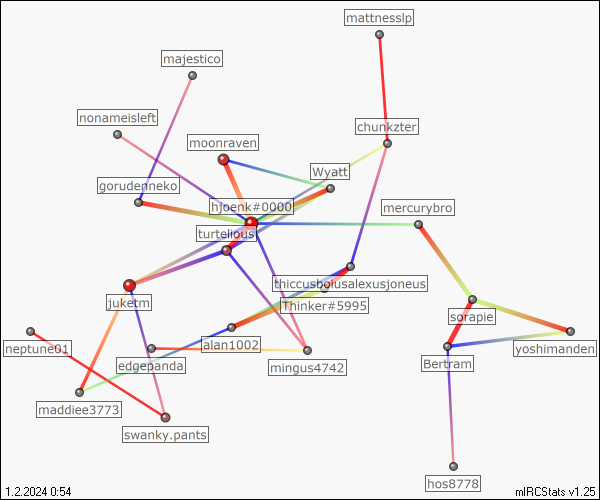 mattnesslp
majestico
nonameisleft
chunkzter
moonraven
Wyatt
gorudenneko
hjoenk#0000
mercurybro
turtelious
thiccusboiusalexusjoneus
juketm
Thinker#5995
sorapie
neptune01
edgepanda
alan1002
mingus4742
Bertram
yoshimanden
maddiee3773
swanky.pants
hos8778
1.2.2024 0:54
mIRCStats v1.25